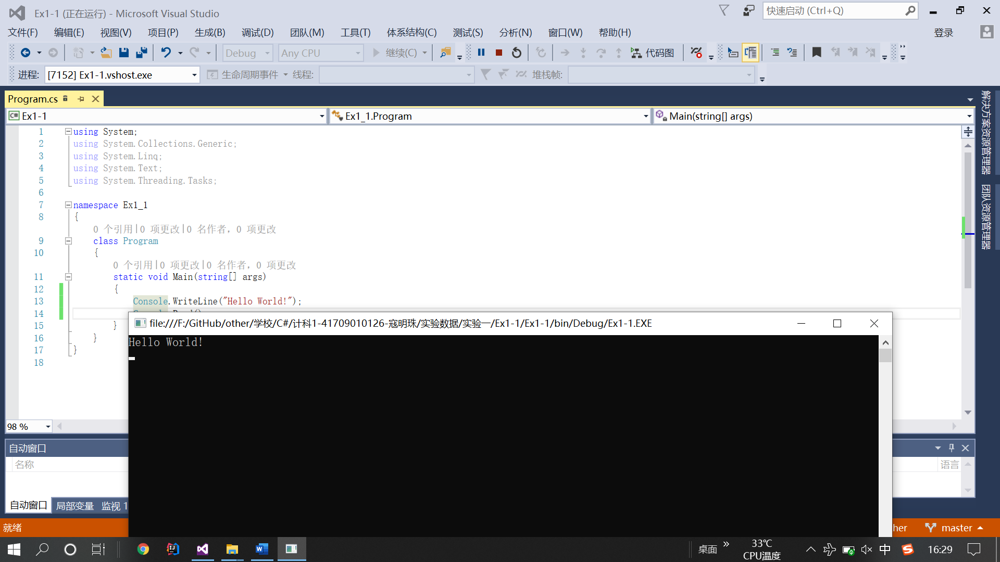 Ex1-1 (正在运行) - Microsoft Visual Studio
快速启动 (Ctrl+Q)
文件(F) 编辑(E) 视图(V) 项目(P) 生成(B) 调试(D) 团队(M) 工具(T) 体系结构(C) 测试(S) 分析(N) 窗口(W) 帮助(H) 登录
Debug Any CPU 继续(C) 代码图
进程: [7152] Ex1-1.vshost.exe 生命周期事件 线程: 堆栈帧:
Program.cs
C# Ex1-1 Ex1_1.Program Main(string[] args)
1 using System;
2 using System.Collections.Generic;
3 using System.Linq;
4 using System.Text;
5 using System.Threading.Tasks;
6
7 namespace Ex1_1
8 {
0 个引用|0 项更改|0 名作者, 0 项更改
9 class Program
10 {
0 个引用|0 项更改|0 名作者, 0 项更改
11 static void Main(string[] args)
12 {
13 Console.WriteLine("Hello World!");
14
15 }
16 }
17 }
18
解决方案资源管理器
团队资源管理器
file:///F:/GitHub/other/学校/C#/计科1-41709010126-寇明珠/实验数据/实验一/Ex1-1/Ex1-1/bin/Debug/Ex1-1.EXE
Hello World!
98 %
自动窗口
名称 语言
自动窗口 局部变量 监视 1
就绪 her master
桌面 33℃ 中 16:29
CPU温度